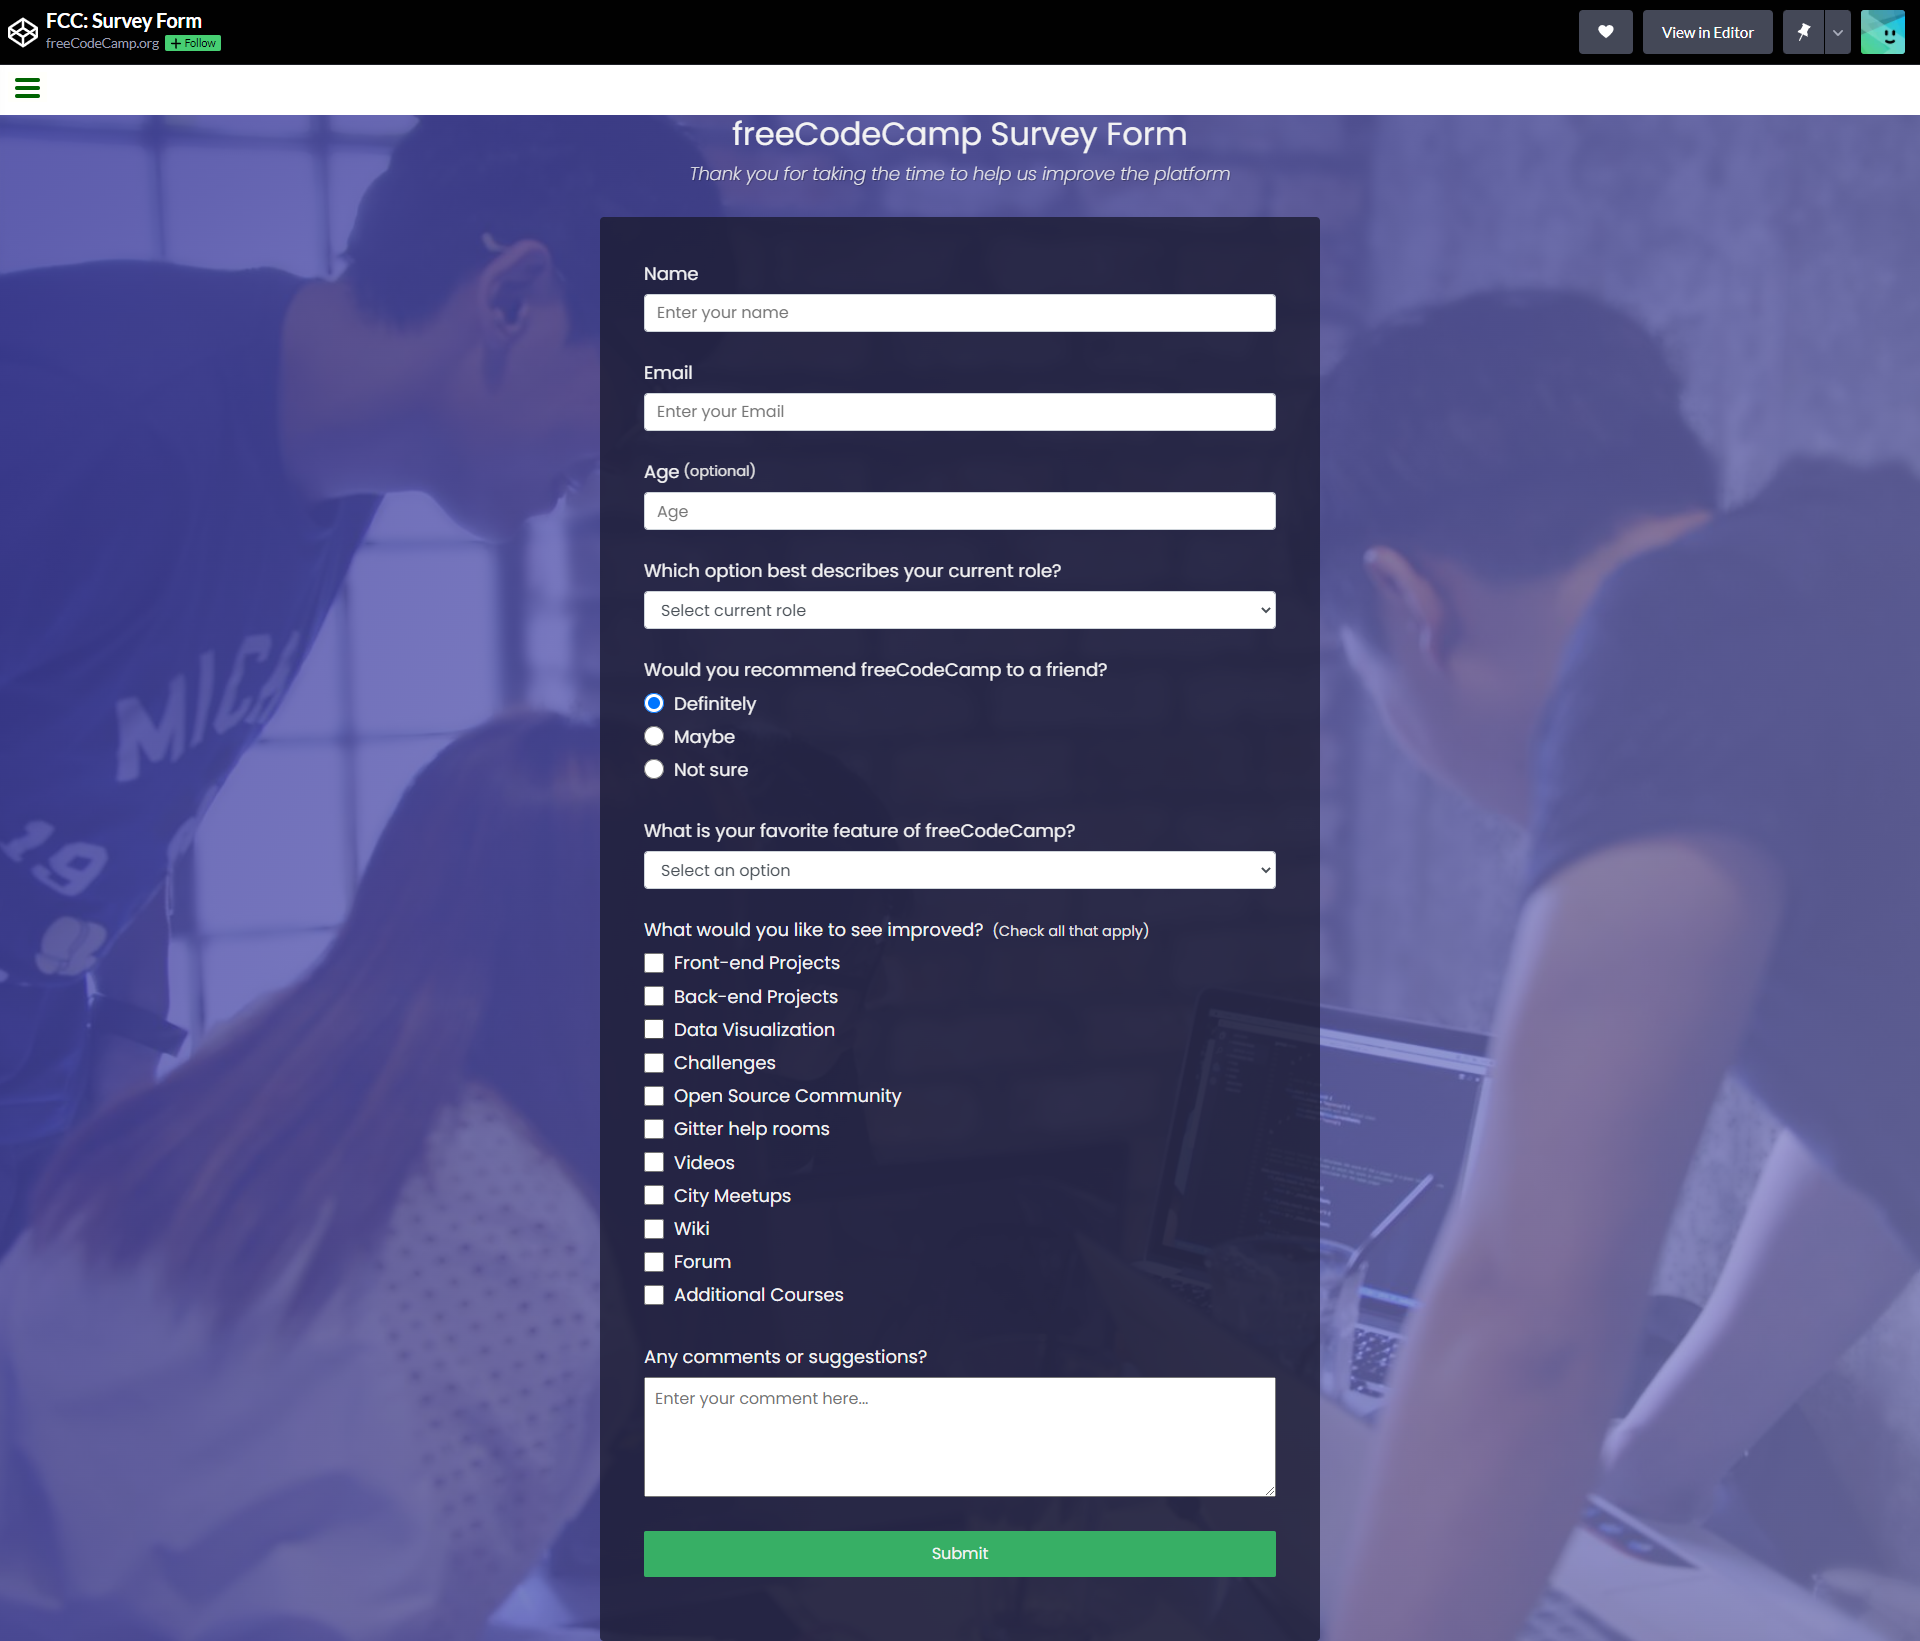 FCC: Survey Form
freeCodeCamp.org + Follow
View in Editor
freeCodeCamp Survey Form
Thank you for taking the time to help us improve the platform
Name
Enter your name
Email
Enter your Email
Age (optional)
Age
Which option best describes your current role?
Select current role
Would you recommend freeCodeCamp to a friend?
Definitely
Maybe
Not sure
What is your favorite feature of freeCodeCamp?
Select an option
What would you like to see improved? (Check all that apply)
Front-end Projects
Back-end Projects
Data Visualization
Challenges
Open Source Community
Gitter help rooms
Videos
City Meetups
Wiki
Forum
Additional Courses
Any comments or suggestions?
Enter your comment here...
Submit
MICH
19